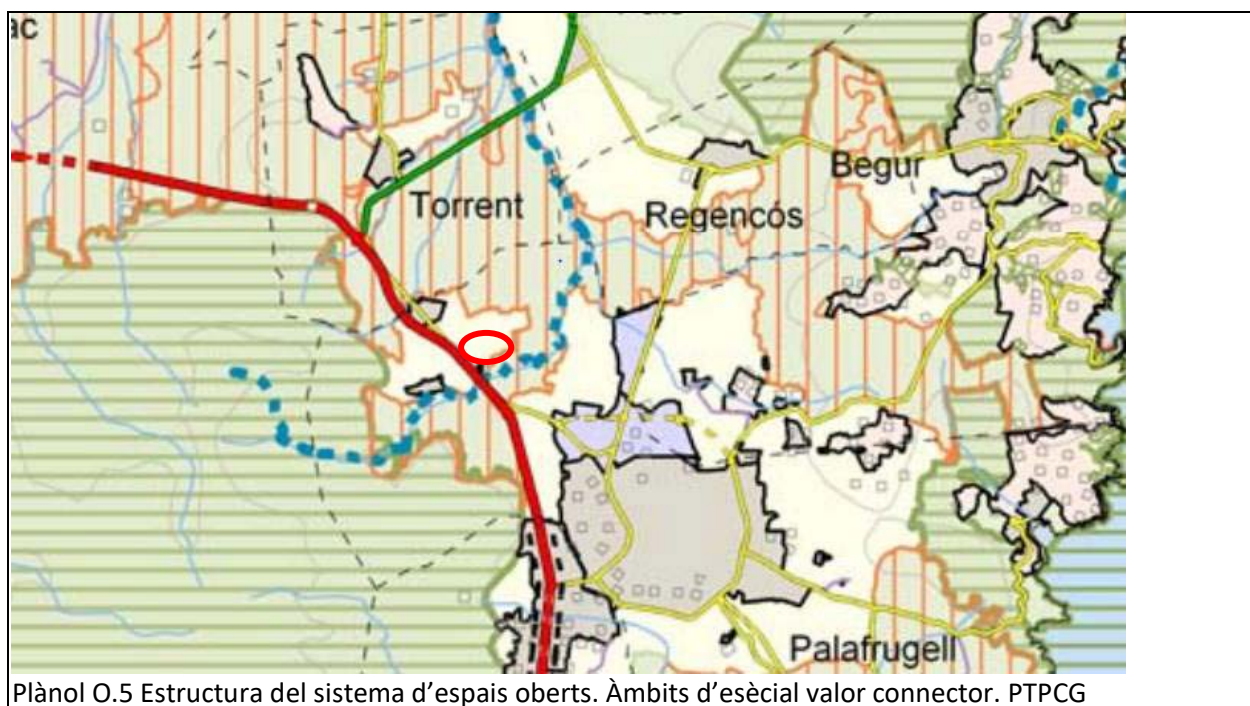 ac
Begur
Torrent
Regencós
Palafrugell
Plànol O.5 Estructura del sistema d'espais oberts. Àmbits d'esècial valor connector. PTPCG